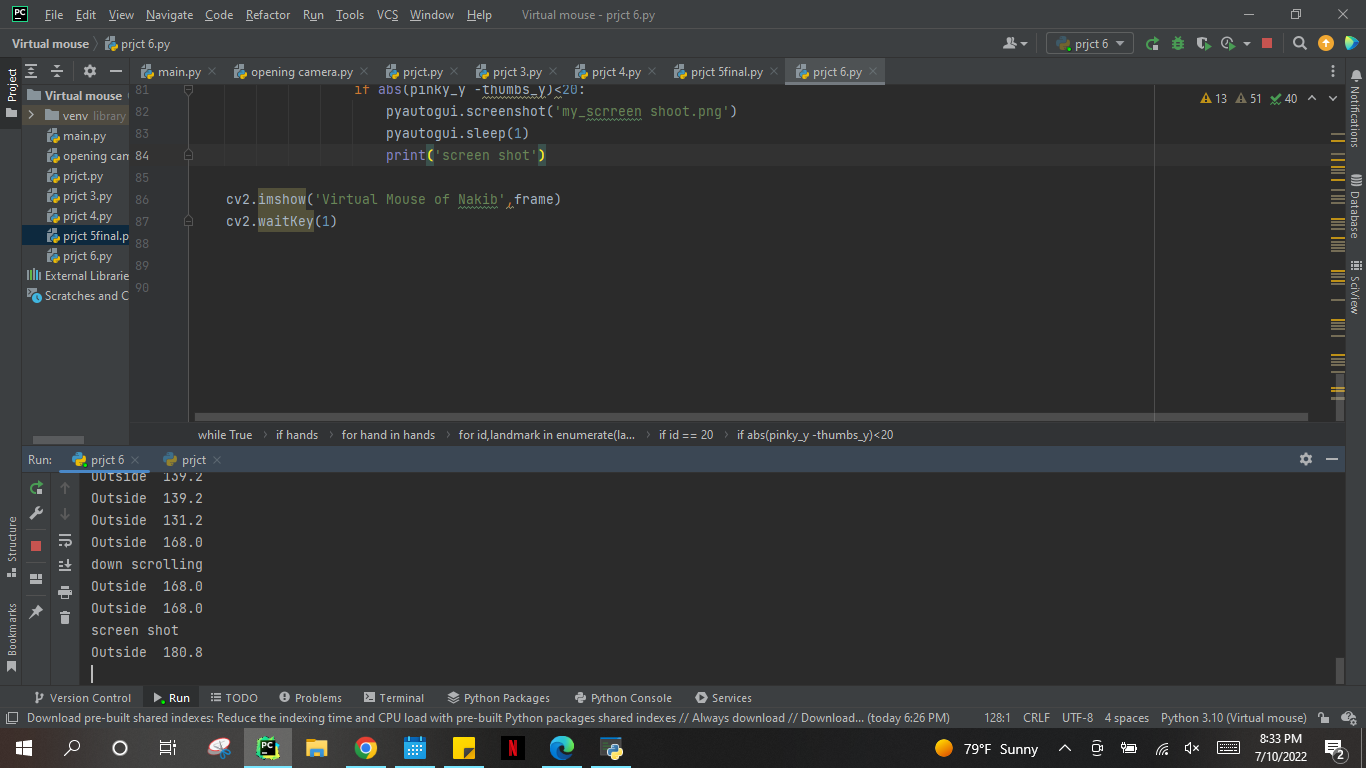 PC File Edit View Navigate Code Refactor Run Tools VCS Window Help Virtual mouse - prjct 6.py
Virtual mouse prjct 6.py prjct 6
Project main.py opening camera.py prjct.py prjct 3.py prjct 4.py prjct 5final.py prjct 6.py
Virtual mouse
venv library
main.py
opening cam
prjct.py
prjct 3.py
prjct 4.py
prjct 5final.p
prjct 6.py
External Librarie
Scratches and C
13 51 40
81 if abs(pinky_y -thumbs_y)<20:
82 pyautogui.screenshot('my_scrreen shoot.png')
83 pyautogui.sleep(1)
84 print('screen shot')
85
86 cv2.imshow('Virtual Mouse of Nakib',frame)
87 cv2.waitKey(1)
88
89
90
Notifications
Database
SciView
while True if hands for hand in hands for id,landmark in enumerate(la... if id == 20 if abs(pinky_y -thumbs_y)<20
Run: prjct 6 prjct
Outside 139.2
Outside 139.2
Outside 131.2
Outside 168.0
down scrolling
Outside 168.0
Outside 168.0
screen shot
Outside 180.8
Structure
Bookmarks
Version Control Run TODO Problems Terminal Python Packages Python Console Services
Download pre-built shared indexes: Reduce the indexing time and CPU load with pre-built Python packages shared indexes // Always download // Download... (today 6:26 PM) 128:1 CRLF UTF-8 4 spaces Python 3.10 (Virtual mouse)
PC N 79°F Sunny 8:33 PM
7/10/2022 2